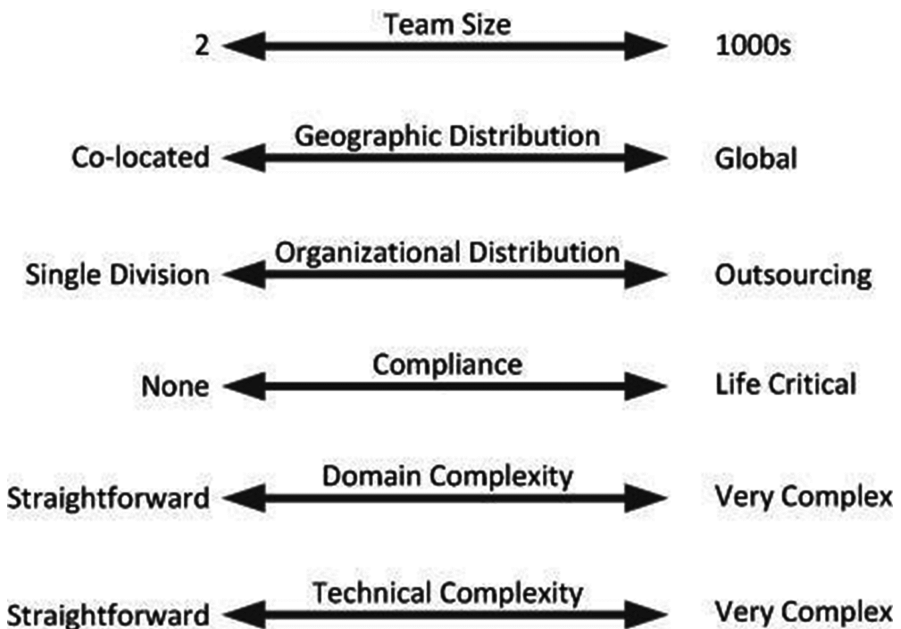 Team Size
2 1000s
Geographic Distribution
Co-located Global
Organizational Distribution
Single Division Outsourcing
Compliance
None Life Critical
Domain Complexity
Straightforward Very Complex
Technical Complexity
Straightforward Very Complex